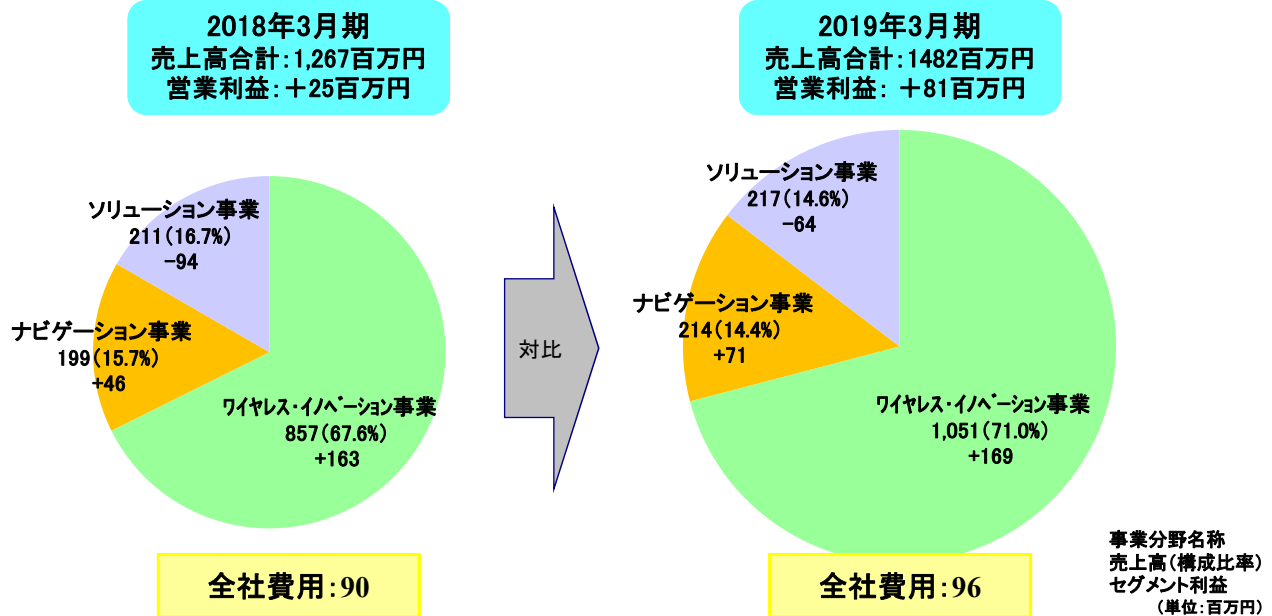 2018年3月期
売上高合計:1,267百万円
営業利益:+25百万円
2019年3月期
売上高合計:1482百万円
営業利益: +81百万円
ソリューション事業
211(16.7%)
-94
ナビゲーション事業
199(15.7%)
+46
ワイヤレス・イノベーション事業
857(67.6%)
+163
対比
ソリューション事業
217(14.6%)
-64
ナビゲーション事業
214(14.4%)
+71
ワイヤレス・イノベーション事業
1,051(71.0%)
+169
全社費用:90
全社費用:96
事業分野名称
売上高(構成比率)
セグメント利益
(単位:百万円)